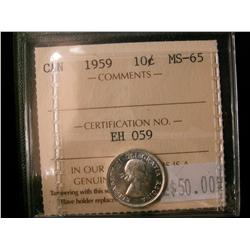 CAN 1959 10¢ MS-65
— COMMENTS —
— CERTIFICATION NO. —
EH 059
IN OUR IS A
GENUIN
Tampering with this
Have holder replac
$50.00